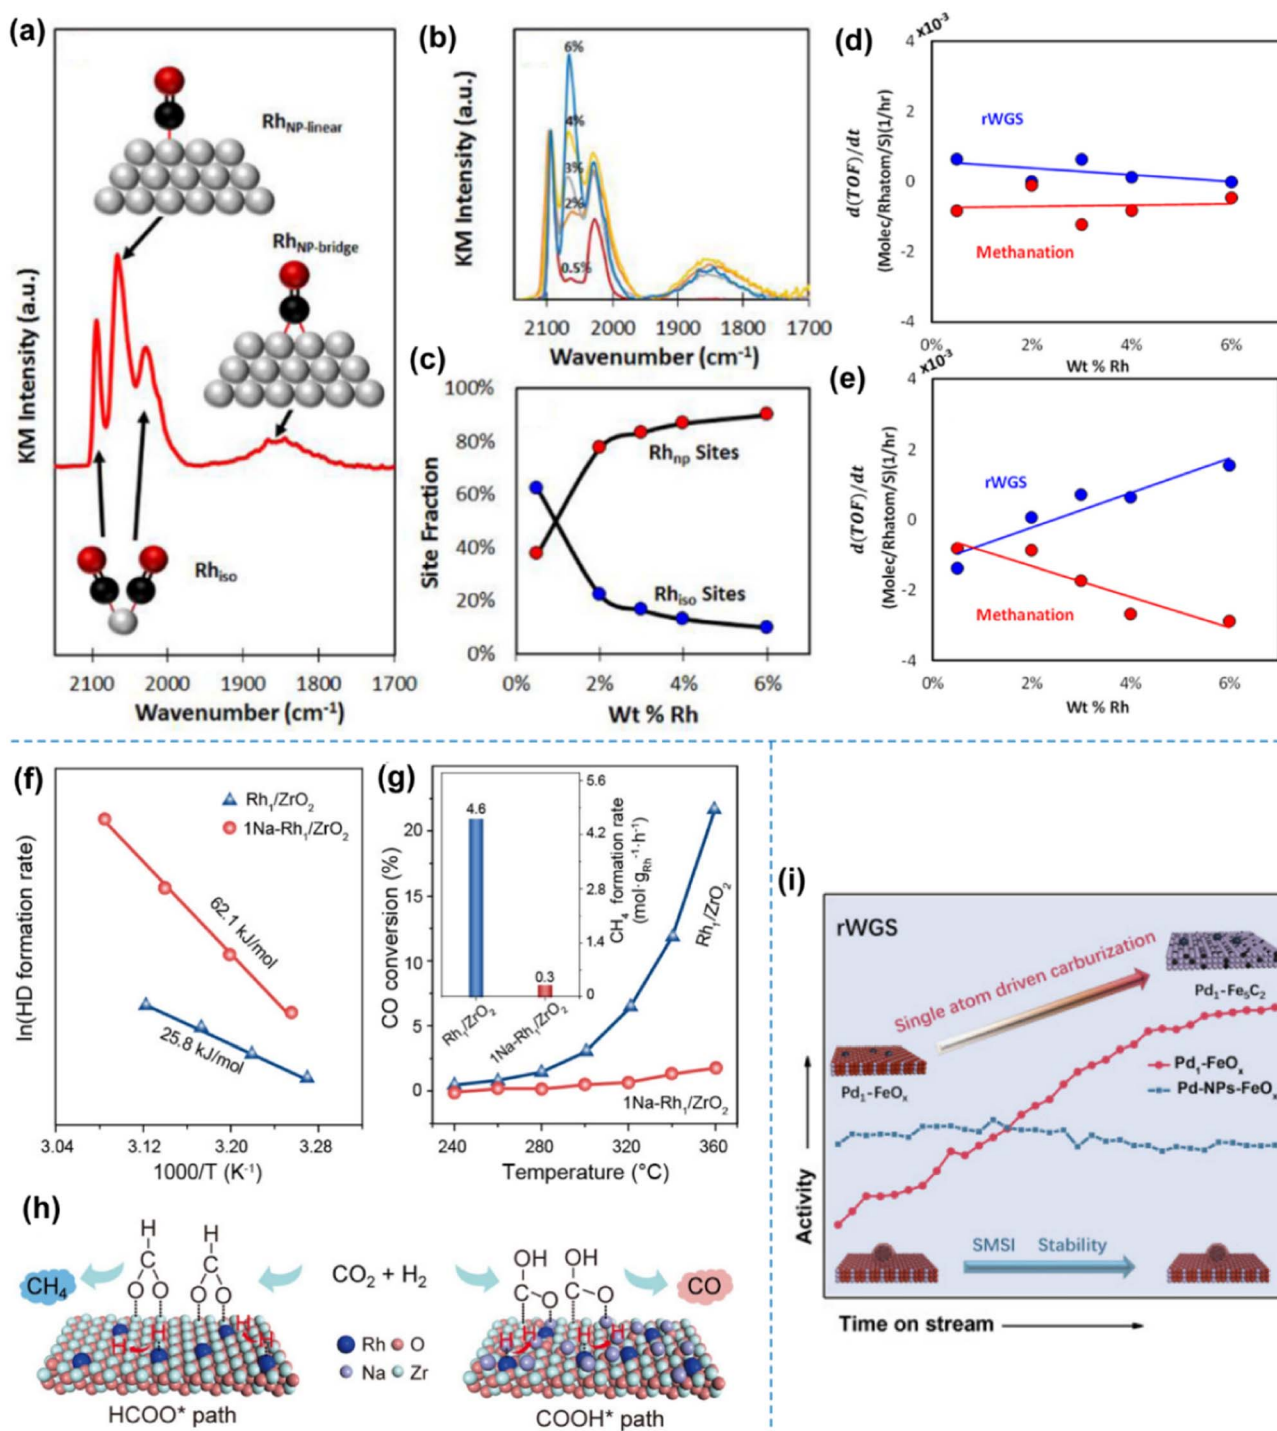 (a)
KM Intensity (a.u.)
Rh_NP-linear
Rh_NP-bridge
Rh_iso
2100 2000 1900 1800 1700
Wavenumber (cm⁻¹)
(b)
KM Intensity (a.u.)
6%
4%
3%
2%
0.5%
2100 2000 1900 1800 1700
Wavenumber (cm⁻¹)
(c)
Site Fraction
100%
80%
60%
40%
20%
0%
Rh_np Sites
Rh_iso Sites
0% 2% 4% 6%
Wt % Rh
(d)
x10⁻³
d(TOF)/dt
(Molec/Rhatom/S)(1/hr)
4
2
0
-2
-4
rWGS
Methanation
0% 2% 4% 6%
Wt % Rh
(e)
x10⁻³
d(TOF)/dt
(Molec/Rhatom/S)(1/hr)
4
2
0
-2
-4
rWGS
Methanation
0% 2% 4% 6%
Wt % Rh
(f)
ln(HD formation rate)
Rh₁/ZrO₂
1Na-Rh₁/ZrO₂
62.1 kJ/mol
25.8 kJ/mol
3.04 3.12 3.20 3.28
1000/T (K⁻¹)
(g)
CO conversion (%)
20
15
10
5
0
4.6
0.3
Rh₁/ZrO₂
1Na-Rh₁/ZrO₂
5.6
4.2
2.8
1.4
0
CH₄ formation rate
(mol·g_Rh⁻¹·h⁻¹)
Rh₁/ZrO₂
1Na-Rh₁/ZrO₂
240 260 280 300 320 340 360
Temperature (°C)
(h)
H H
C C
O O O O
CH₄
CO₂ + H₂
OH OH
C C
O O
CO
H H H H
H H H H
Rh O
Na Zr
HCOO* path
COOH* path
(i)
rWGS
Single atom driven carburization
Pd₁-Fe₅C₂
Pd₁-FeOₓ
Pd₁-FeOₓ
Pd-NPs-FeOₓ
Activity
SMSI Stability
Time on stream